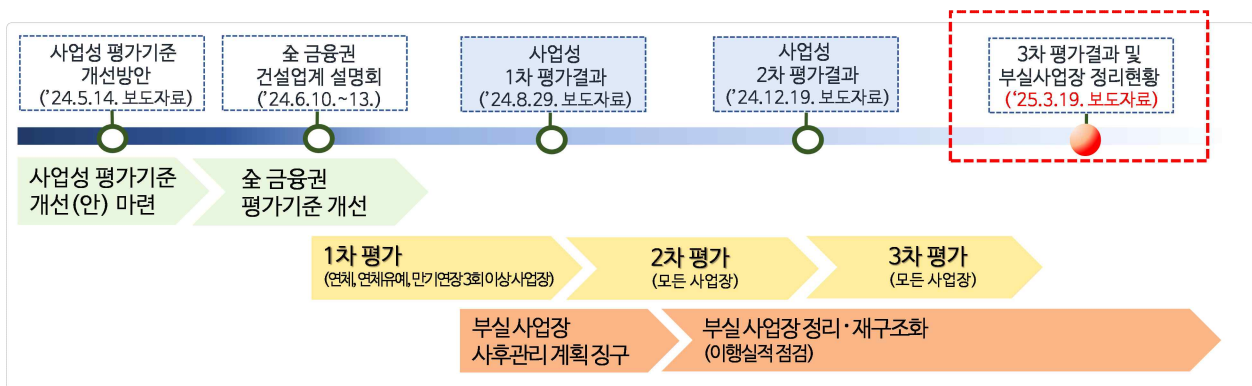 사업성 평가기준
개선방안
('24.5.14. 보도자료)
全 금융권
건설업계 설명회
('24.6.10.~13.)
사업성
1차 평가결과
('24.8.29. 보도자료)
사업성
2차 평가결과
('24.12.19. 보도자료)
3차 평가결과 및
부실사업장 정리현황
('25.3.19. 보도자료)
사업성 평가기준
개선(안) 마련
全 금융권
평가기준 개선
1차 평가
(연체, 연체유예, 만기연장 3회 이상 사업장)
2차 평가
(모든 사업장)
3차 평가
(모든 사업장)
부실 사업장
사후관리 계획 징구
부실 사업장 정리·재구조화
(이행실적 점검)